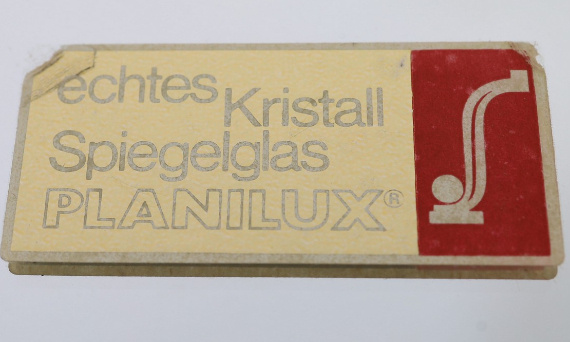 echtes
Kristall
Spiegelglas
PLANILUX®